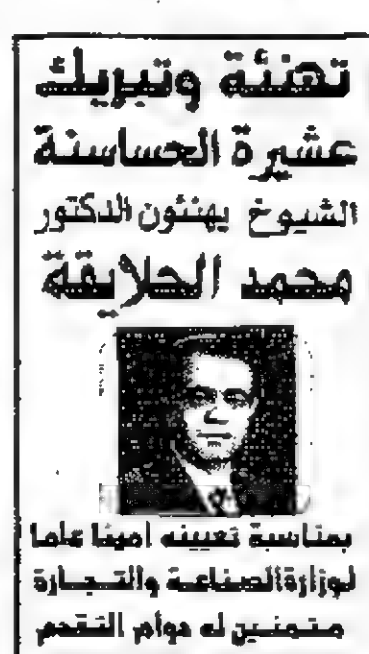 تهنئة وتبريك
عشيرة الحساسنة
الشيوخ يهنئون الدكتور
محمد الحلايقة
بمناسبة تعيينه امينا عاما
لوزارة الصناعة والتجارة
متمنين له دوام التقدم